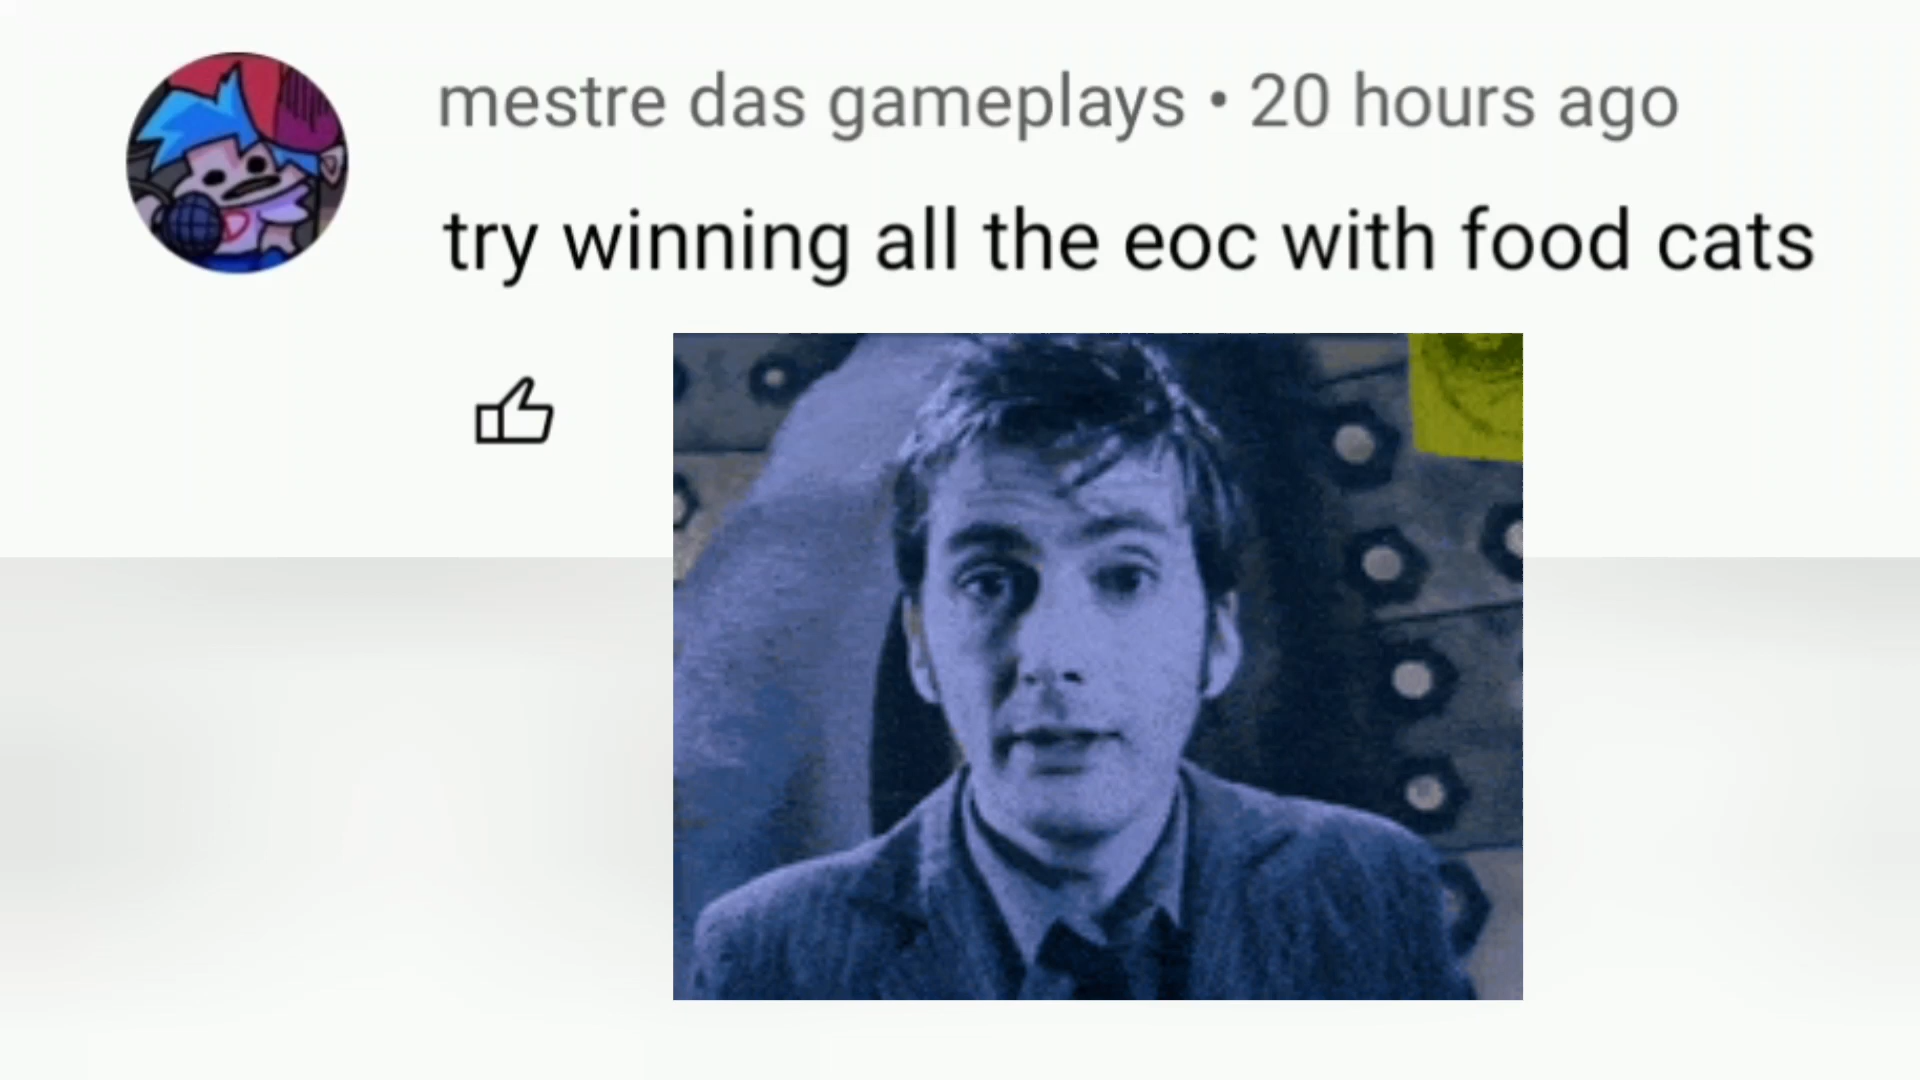 mestre das gameplays • 20 hours ago
try winning all the eoc with food cats